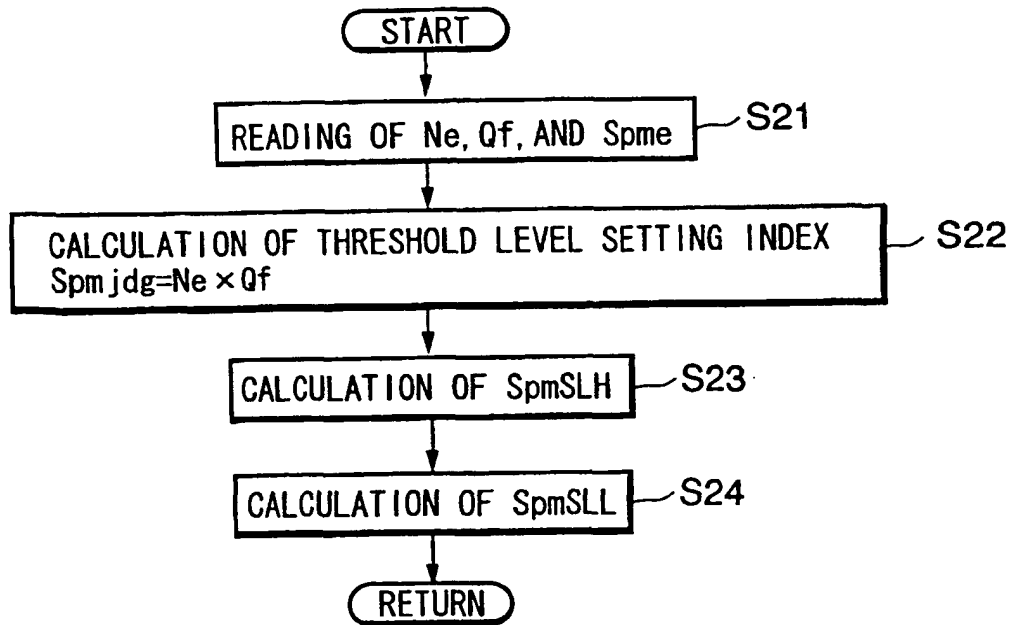 START
READING OF Ne, Qf, AND Spme
S21
CALCULATION OF THRESHOLD LEVEL SETTING INDEX
Spmjdg=Ne×Qf
S22
CALCULATION OF SpmSLH
S23
CALCULATION OF SpmSLL
S24
RETURN